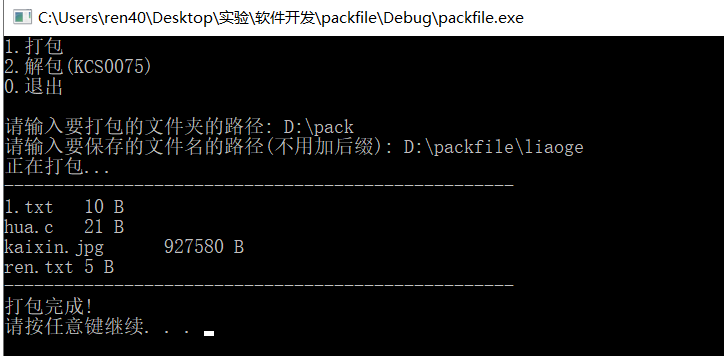 C:\Users\ren40\Desktop\实验\软件开发\packfile\Debug\packfile.exe
1.打包
2.解包(KCS0075)
0.退出
请输入要打包的文件夹的路径: D:\pack
请输入要保存的文件名的路径(不用加后缀): D:\packfile\liaoge
正在打包...
---------------------------------------------------
1.txt   10 B
hua.c   21 B
kaixin.jpg      927580 B
ren.txt 5 B
---------------------------------------------------
打包完成!
请按任意键继续. . .